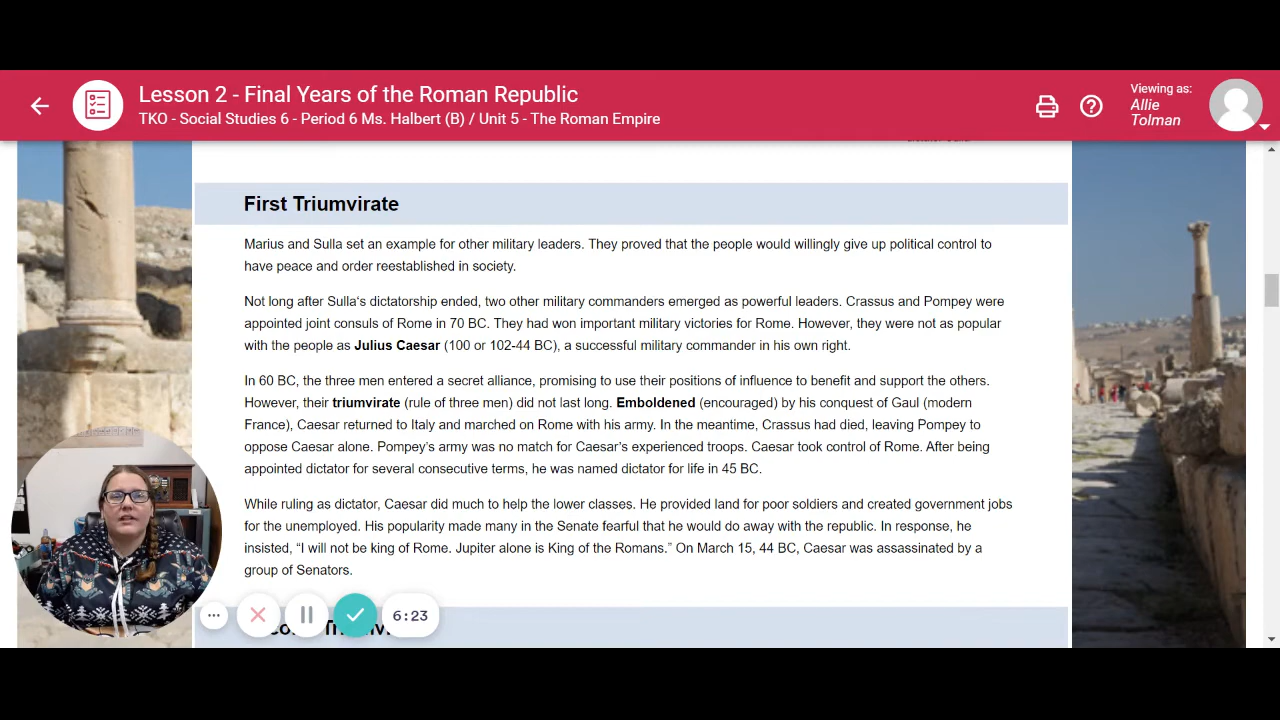 Lesson 2 - Final Years of the Roman Republic
TKO - Social Studies 6 - Period 6 Ms. Halbert (B) / Unit 5 - The Roman Empire
Viewing as:
Allie
Tolman
First Triumvirate
Marius and Sulla set an example for other military leaders. They proved that the people would willingly give up political control to
have peace and order reestablished in society.
Not long after Sulla‘s dictatorship ended, two other military commanders emerged as powerful leaders. Crassus and Pompey were
appointed joint consuls of Rome in 70 BC. They had won important military victories for Rome. However, they were not as popular
with the people as Julius Caesar (100 or 102-44 BC), a successful military commander in his own right.
In 60 BC, the three men entered a secret alliance, promising to use their positions of influence to benefit and support the others.
However, their triumvirate (rule of three men) did not last long. Emboldened (encouraged) by his conquest of Gaul (modern
France), Caesar returned to Italy and marched on Rome with his army. In the meantime, Crassus had died, leaving Pompey to
oppose Caesar alone. Pompey’s army was no match for Caesar’s experienced troops. Caesar took control of Rome. After being
appointed dictator for several consecutive terms, he was named dictator for life in 45 BC.
While ruling as dictator, Caesar did much to help the lower classes. He provided land for poor soldiers and created government jobs
for the unemployed. His popularity made many in the Senate fearful that he would do away with the republic. In response, he
insisted, “I will not be king of Rome. Jupiter alone is King of the Romans.” On March 15, 44 BC, Caesar was assassinated by a
group of Senators.
6:23